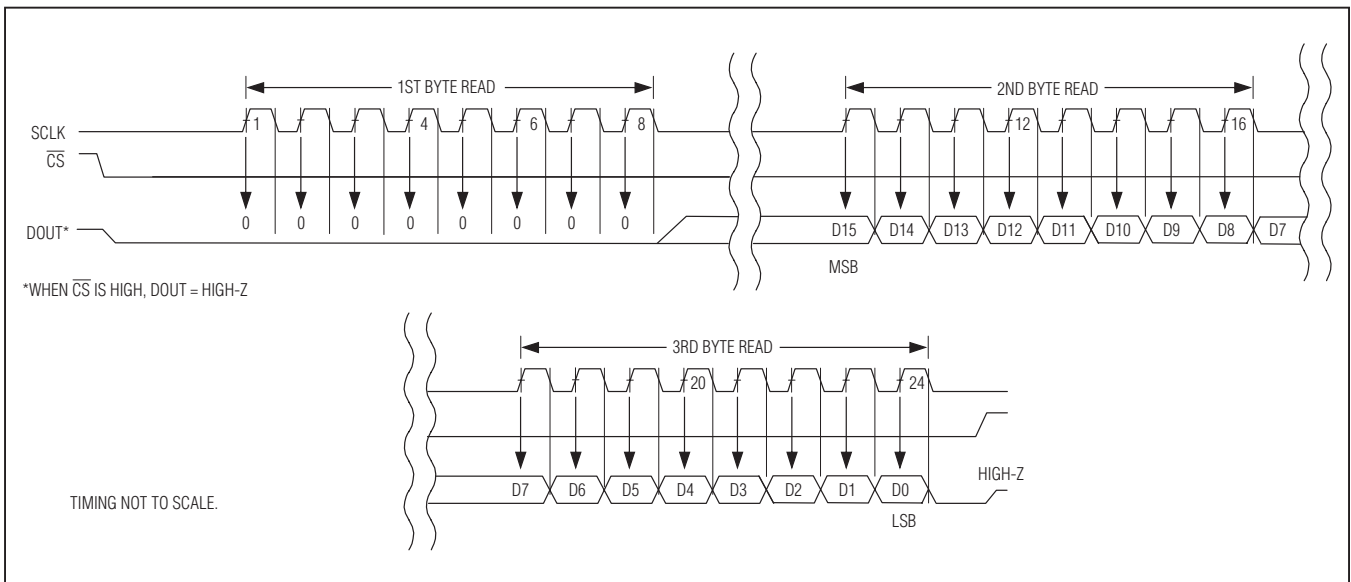 1ST BYTE READ
2ND BYTE READ
SCLK 1 4 6 8 12 16
CS
0 0 0 0 0 0 0 0
DOUT* D15 D14 D13 D12 D11 D10 D9 D8 D7
MSB
*WHEN CS IS HIGH, DOUT = HIGH-Z
3RD BYTE READ
20 24
HIGH-Z
D7 D6 D5 D4 D3 D2 D1 D0
TIMING NOT TO SCALE.
LSB